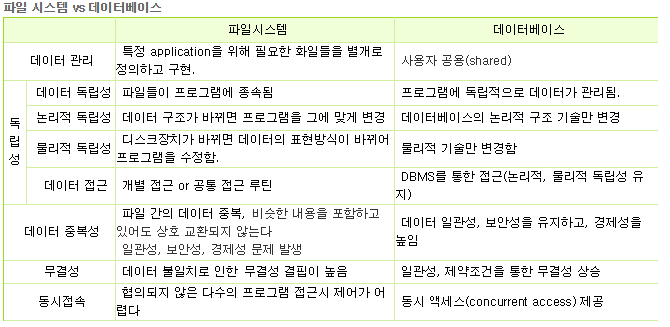 파일 시스템 vs 데이터베이스
파일시스템 데이터베이스
데이터 관리 특정 application을 위해 필요한 화일들을 별개로 정의하고 구현. 사용자 공용(shared)
독립성
데이터 독립성 파일들이 프로그램에 종속됨 프로그램에 독립적으로 데이터가 관리됨.
논리적 독립성 데이터 구조가 바뀌면 프로그램을 그에 맞게 변경 데이터베이스의 논리적 구조 기술만 변경
물리적 독립성 디스크장치가 바뀌면 데이터의 표현방식이 바뀌어 프로그램을 수정함. 물리적 기술만 변경함
데이터 접근 개별 접근 or 공통 접근 루틴 DBMS를 통한 접근(논리적, 물리적 독립성 유지)
데이터 중복성 파일 간의 데이터 중복, 비슷한 내용을 포함하고 있어도 상호 교환되지 않는다
일관성, 보안성, 경제성 문제 발생 데이터 일관성, 보안성을 유지하고, 경제성을 높임
무결성 데이터 불일치로 인한 무결성 결핍이 높음 일관성, 제약조건을 통한 무결성 상승
동시접속 협의되지 않은 다수의 프로그램 접근시 제어가 어렵다 동시 액세스(concurrent access) 제공